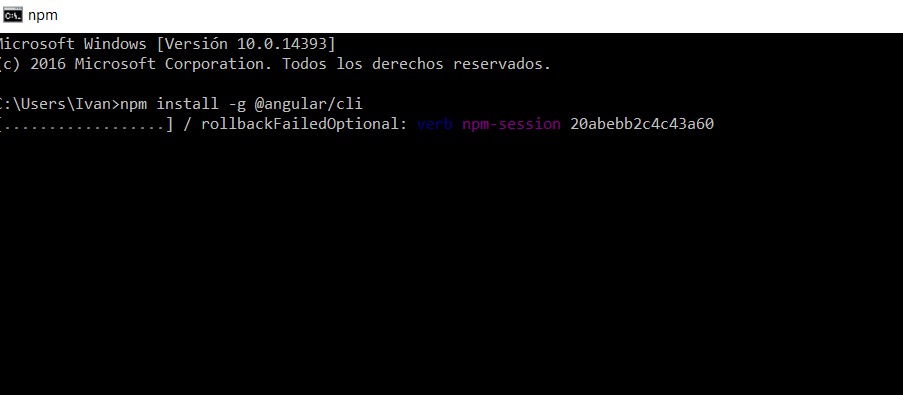 npm
Microsoft Windows [Versión 10.0.14393]
(c) 2016 Microsoft Corporation. Todos los derechos reservados.
C:\Users\Ivan>npm install -g @angular/cli
[..................] / rollbackFailedOptional: verb npm-session 20abebb2c4c43a60